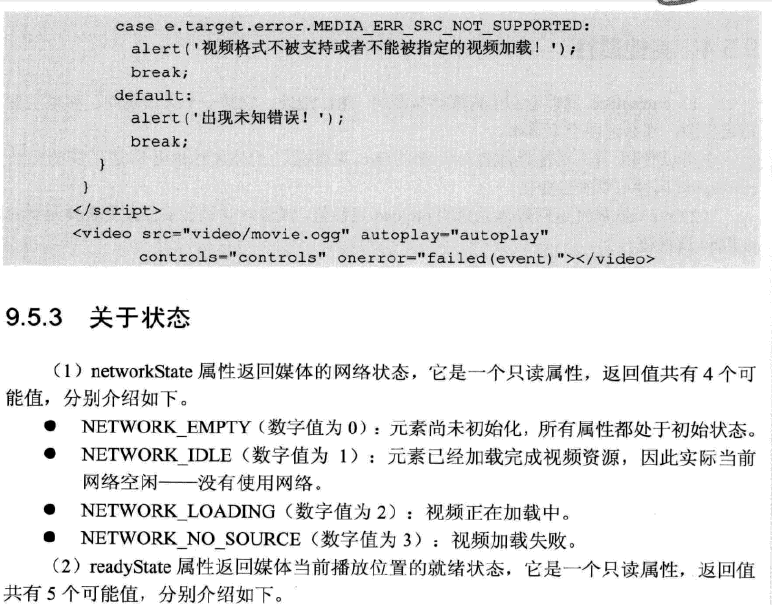 case e.target.error.MEDIA_ERR_SRC_NOT_SUPPORTED:
alert('视频格式不被支持或者不能被指定的视频加载！');
break;
default:
alert('出现未知错误！');
break;
}
}
</script>
<video src="video/movie.ogg" autoplay="autoplay"
controls="controls" onerror="failed(event)"></video>
9.5.3 关于状态
（1）networkState 属性返回媒体的网络状态，它是一个只读属性，返回值共有 4 个可
能值，分别介绍如下。
● NETWORK_EMPTY（数字值为 0）：元素尚未初始化，所有属性都处于初始状态。
● NETWORK_IDLE（数字值为 1）：元素已经加载完成视频资源，因此实际当前
网络空闲——没有使用网络。
● NETWORK_LOADING（数字值为 2）：视频正在加载中。
● NETWORK_NO_SOURCE（数字值为 3）：视频加载失败。
（2）readyState 属性返回媒体当前播放位置的就绪状态，它是一个只读属性，返回值
共有 5 个可能值，分别介绍如下。